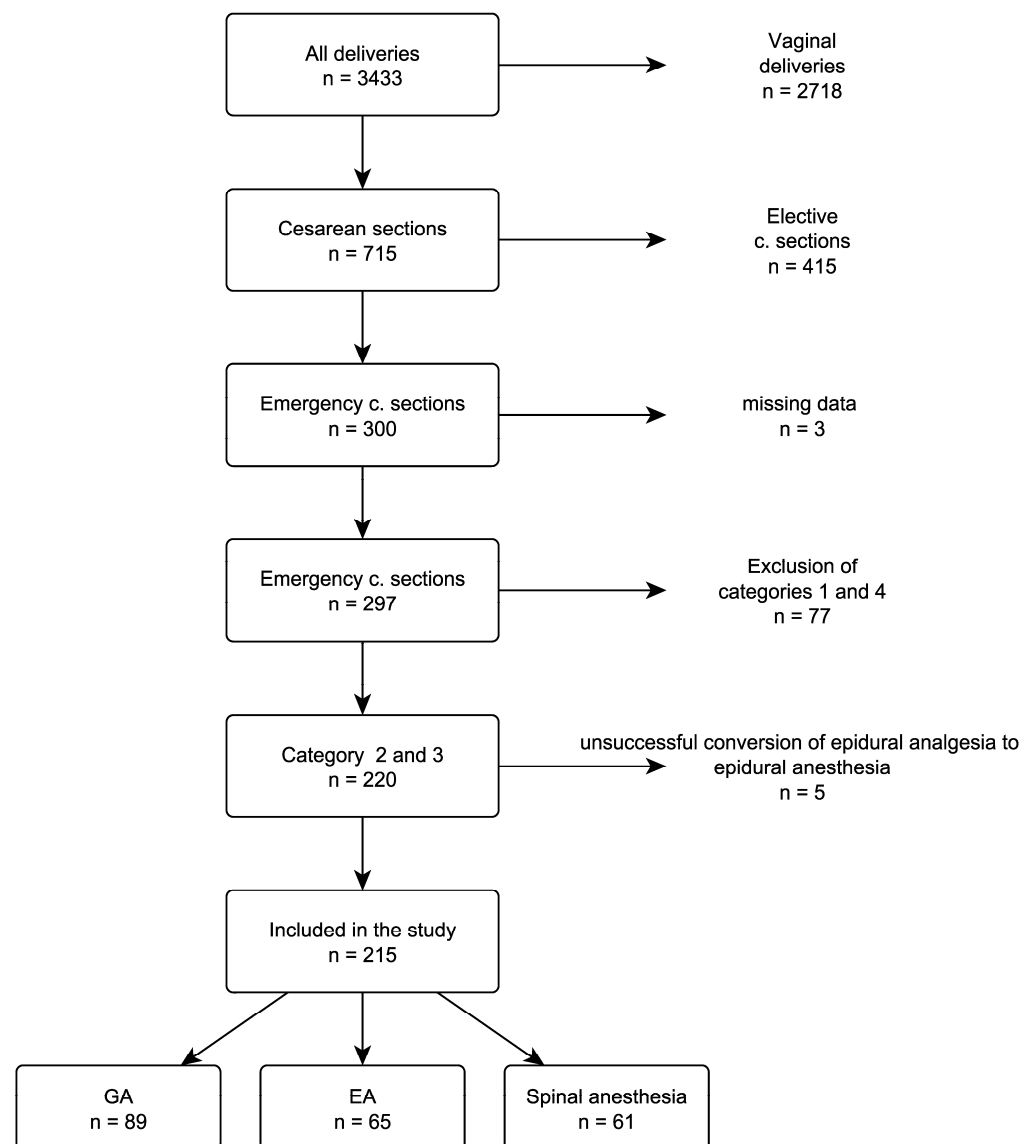 All deliveries
n = 3433
Vaginal
deliveries
n = 2718
Cesarean sections
n = 715
Elective
c. sections
n = 415
Emergency c. sections
n = 300
missing data
n = 3
Emergency c. sections
n = 297
Exclusion of
categories 1 and 4
n = 77
Category 2 and 3
n = 220
unsuccessful conversion of epidural analgesia to
epidural anesthesia
n = 5
Included in the study
n = 215
GA
n = 89
EA
n = 65
Spinal anesthesia
n = 61